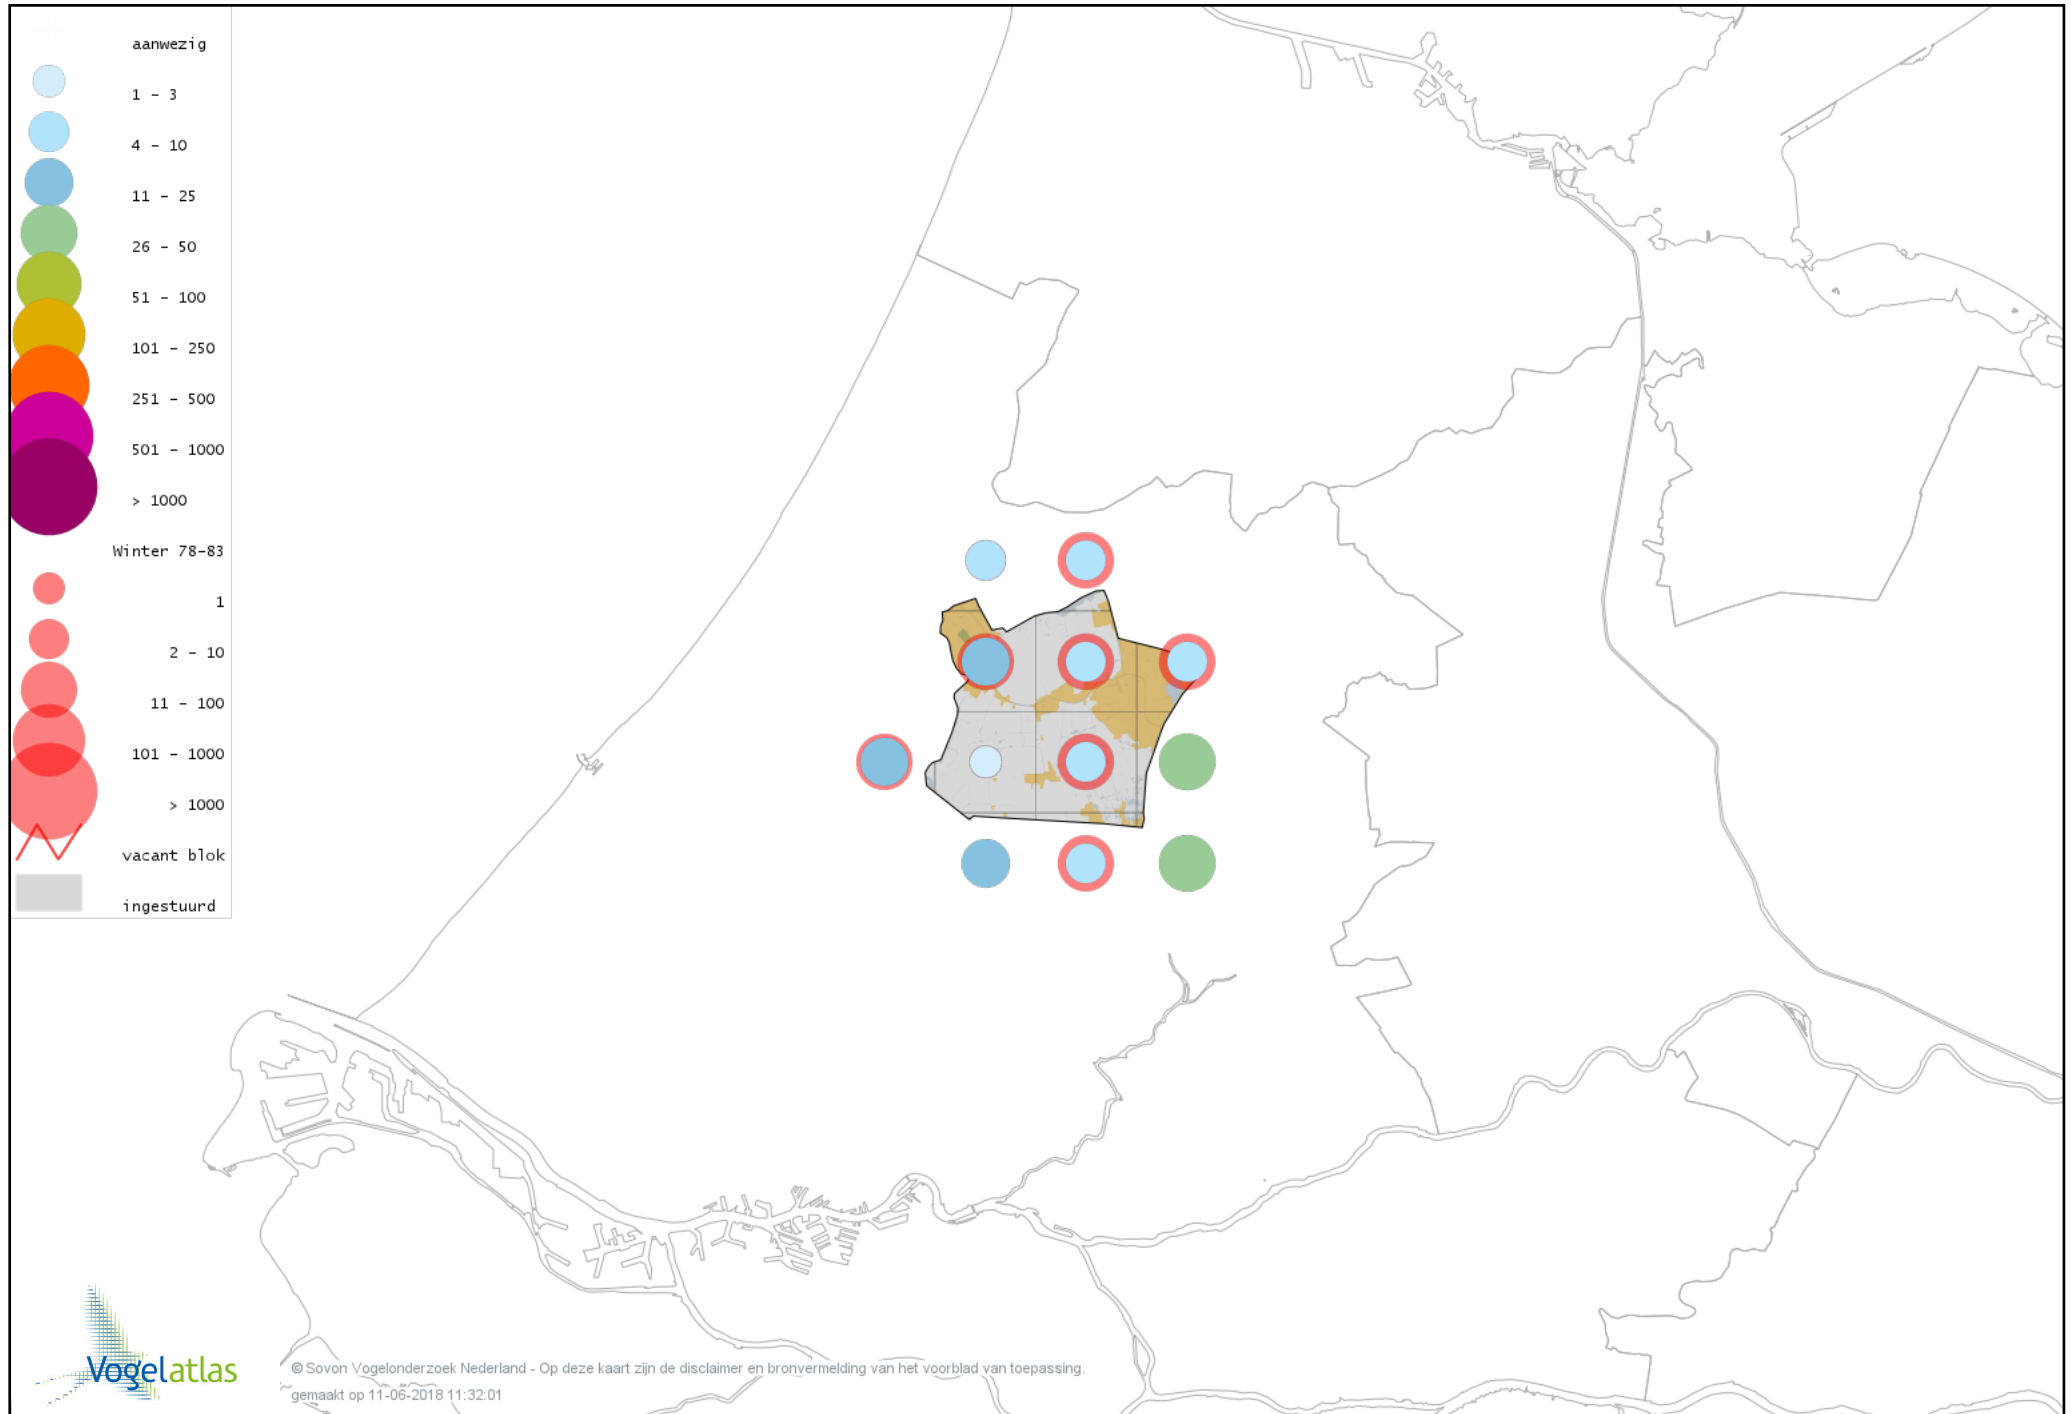 aanwezig
1 - 3
4 - 10
11 - 25
26 - 50
51 - 100
101 - 250
251 - 500
501 - 1000
> 1000
Winter 78-83
1
2 - 10
11 - 100
101 - 1000
> 1000
vacant blok
ingestuurd
Vogelatlas
© Sovon Vogelonderzoek Nederland - Op deze kaart zijn de disclaimer en bronvermelding van het voorblad van toepassing.
gemaakt op 11-06-2018 11:32:01